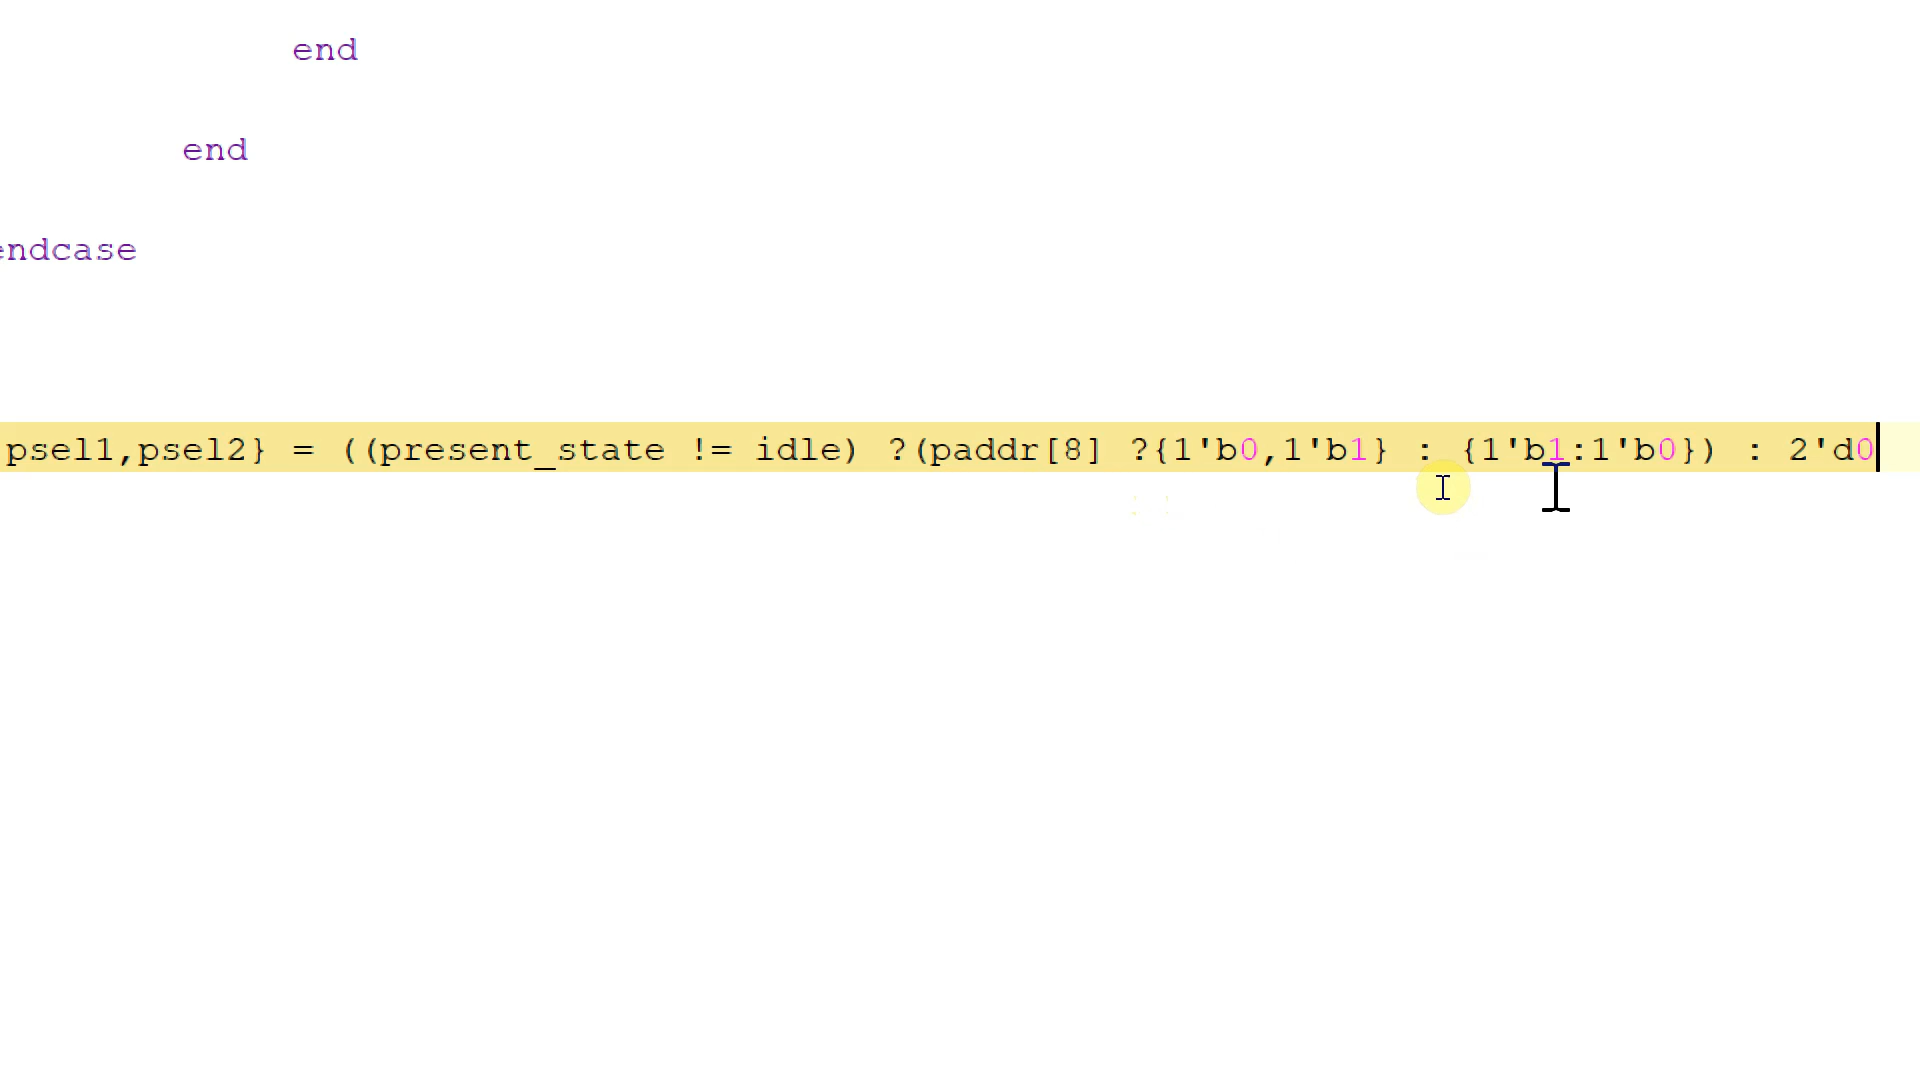 end
end
endcase
psel1,psel2} = ((present_state != idle) ?(paddr[8] ?{1'b0,1'b1} : {1'b1:1'b0}) : 2'd0